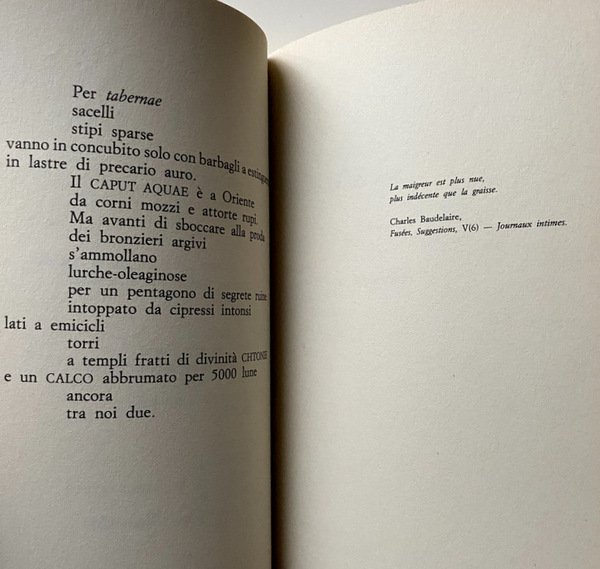 Per tabernae
sacelli
stipi sparse
vanno in concubito solo con barbagli a
in lastre di precario auro.
Il CAPUT AQUAE è a Oriente
da corni mozzi e attorte rupi.
Ma avanti di sboccare alla proda
dei bronzieri argivi
s'ammollano
lurche-oleaginose
per un pentagono di segrete ruine
intoppato da cipressi intonsi
lati a emicicli
torri
a templi fratti di divinità CHTONIE
e un CALCO abbrumato per 5000 lune
ancora
tra noi due.
La maigreur est plus nue,
plus indécente que la graisse.
Charles Baudelaire,
Fusées, Suggestions, V(6) — Journaux intimes.